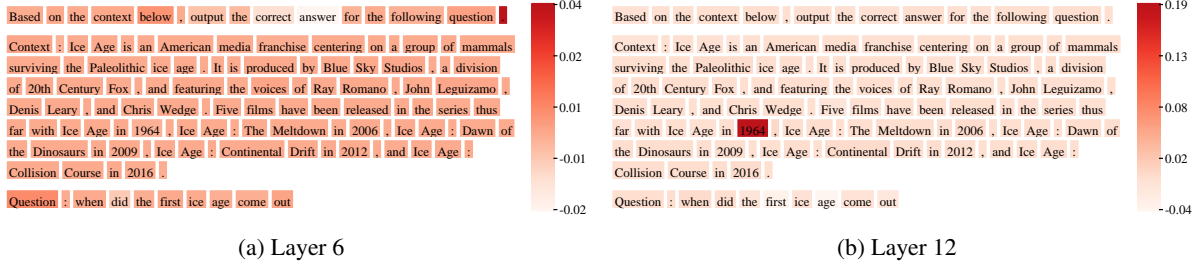 Based on the context below , output the correct answer for the following question .
Context : Ice Age is an American media franchise centering on a group of mammals
surviving the Paleolithic ice age . It is produced by Blue Sky Studios , a division
of 20th Century Fox , and featuring the voices of Ray Romano , John Leguizamo ,
Denis Leary , and Chris Wedge . Five films have been released in the series thus
far with Ice Age in 1964 , Ice Age : The Meltdown in 2006 , Ice Age : Dawn of
the Dinosaurs in 2009 , Ice Age : Continental Drift in 2012 , and Ice Age :
Collision Course in 2016 .
Question : when did the first ice age come out
0.04
0.02
0.01
-0.01
-0.02
(a) Layer 6
Based on the context below , output the correct answer for the following question .
Context : Ice Age is an American media franchise centering on a group of mammals
surviving the Paleolithic ice age . It is produced by Blue Sky Studios , a division
of 20th Century Fox , and featuring the voices of Ray Romano , John Leguizamo ,
Denis Leary , and Chris Wedge . Five films have been released in the series thus
far with Ice Age in 1964 , Ice Age : The Meltdown in 2006 , Ice Age : Dawn of
the Dinosaurs in 2009 , Ice Age : Continental Drift in 2012 , and Ice Age :
Collision Course in 2016 .
Question : when did the first ice age come out
0.19
0.13
0.08
0.02
-0.04
(b) Layer 12